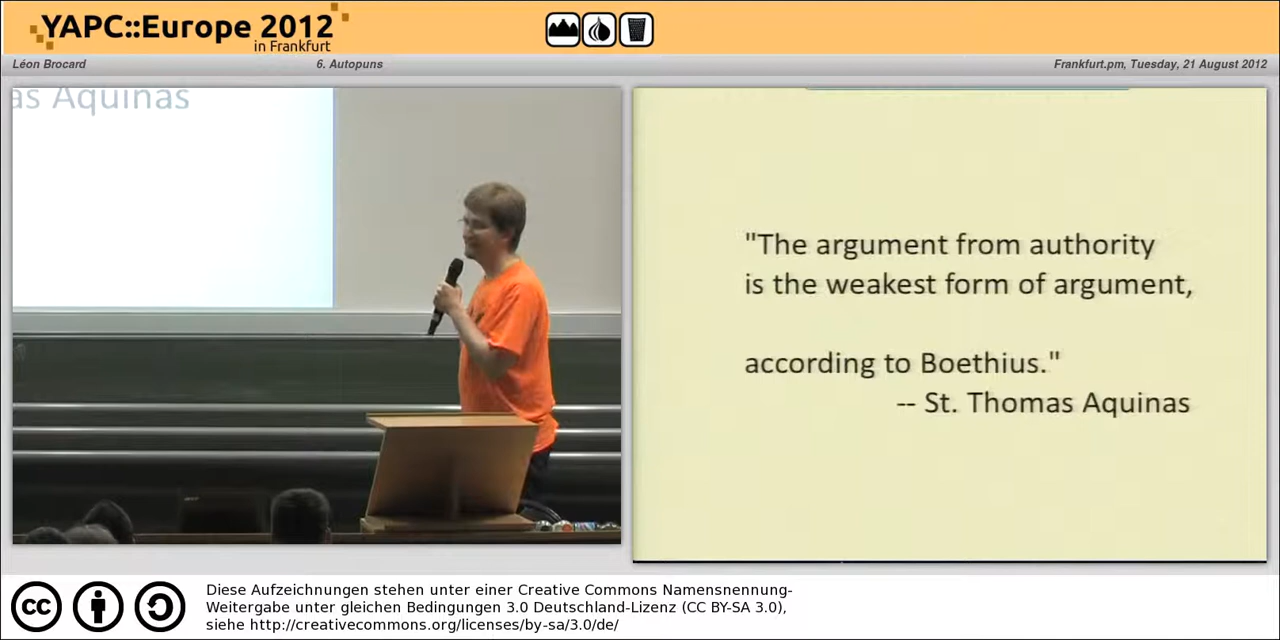 YAPC::Europe 2012
in Frankfurt
Léon Brocard
6. Autopuns
Frankfurt.pm, Tuesday, 21 August 2012
as Aquinas
"The argument from authority
is the weakest form of argument,
according to Boethius."
-- St. Thomas Aquinas
cc
Diese Aufzeichnungen stehen unter einer Creative Commons Namensnennung-
Weitergabe unter gleichen Bedingungen 3.0 Deutschland-Lizenz (CC BY-SA 3.0),
siehe http://creativecommons.org/licenses/by-sa/3.0/de/